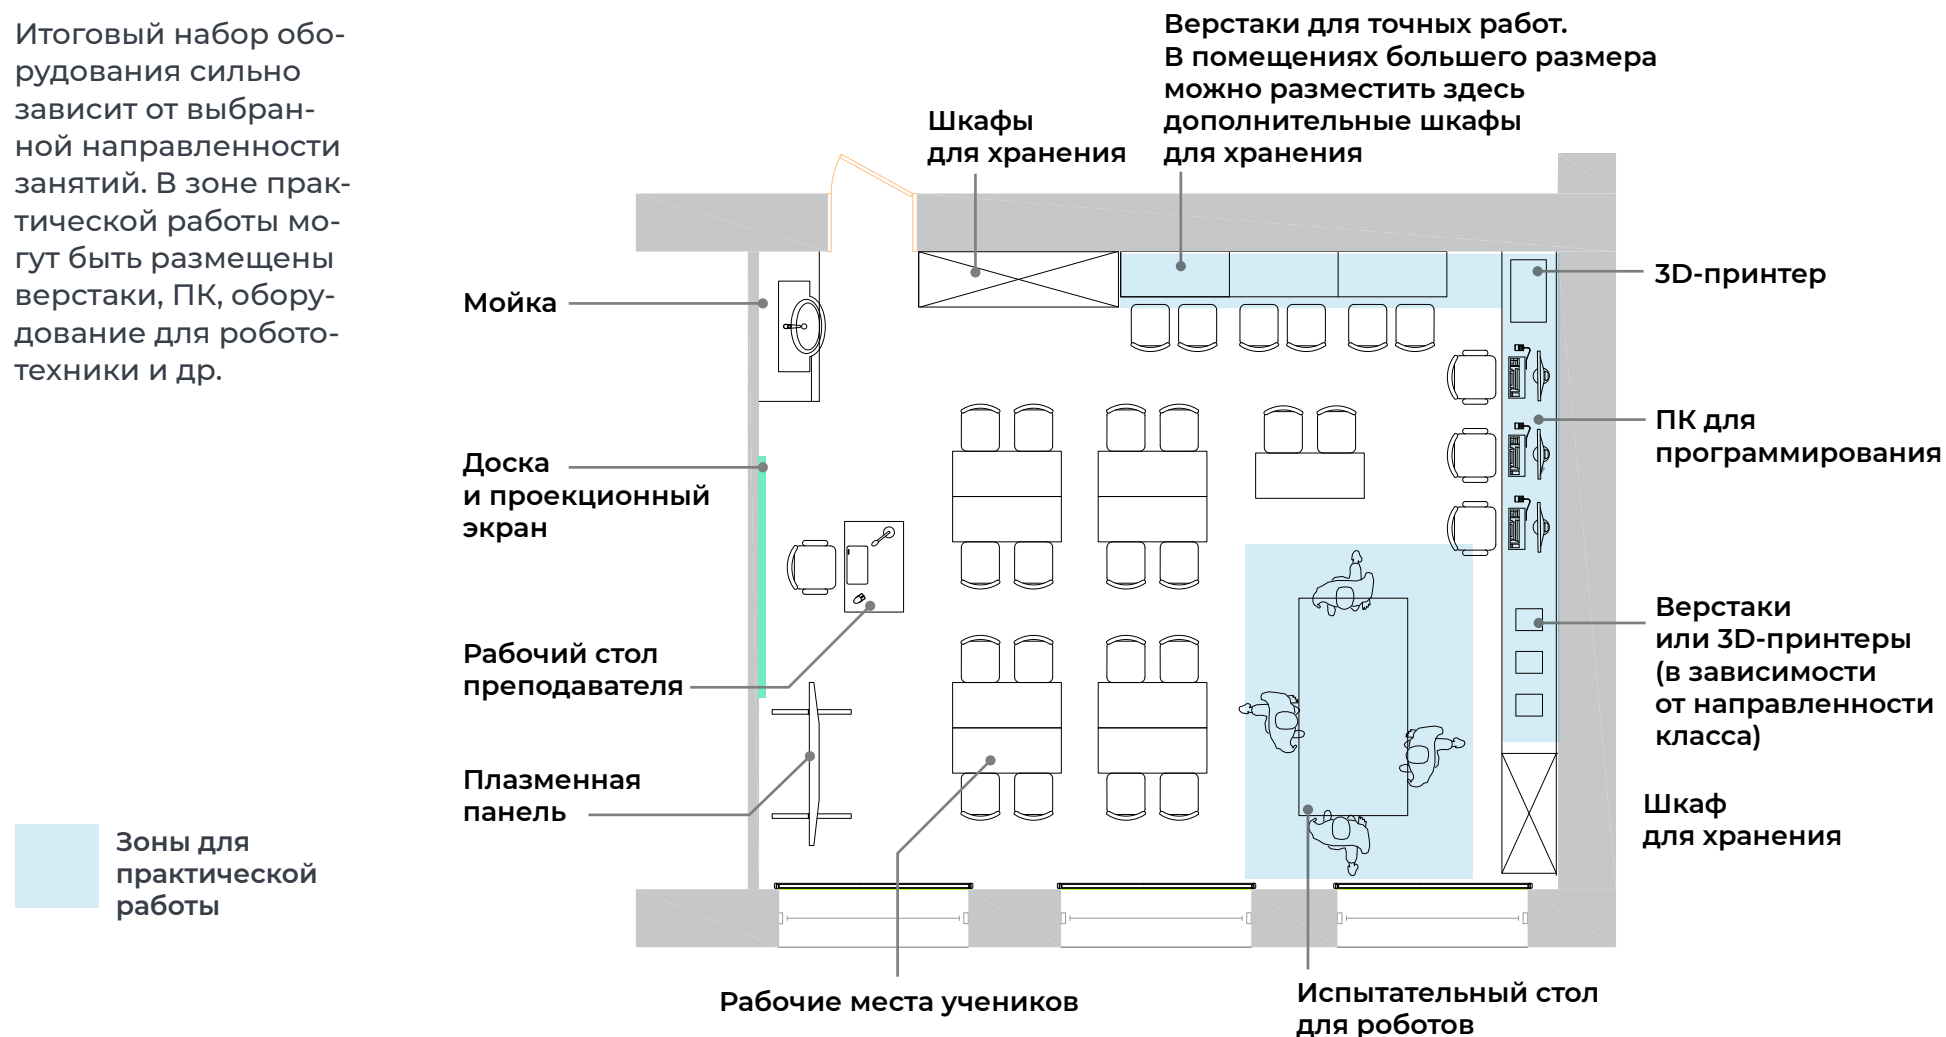 Итоговый набор обо-
рудования сильно
зависит от выбран-
ной направленности
занятий. В зоне прак-
тической работы мо-
гут быть размещены
верстаки, ПК, обору-
дование для робото-
техники и др.
Верстаки для точных работ.
В помещениях большего размера
можно разместить здесь
дополнительные шкафы
для хранения
Шкафы
для хранения
Мойка
3D-принтер
ПК для
программирования
Доска
и проекционный
экран
Верстаки
или 3D-принтеры
(в зависимости
от направленности
класса)
Рабочий стол
преподавателя
Плазменная
панель
Шкаф
для хранения
Зоны для
практической
работы
Рабочие места учеников
Испытательный стол
для роботов